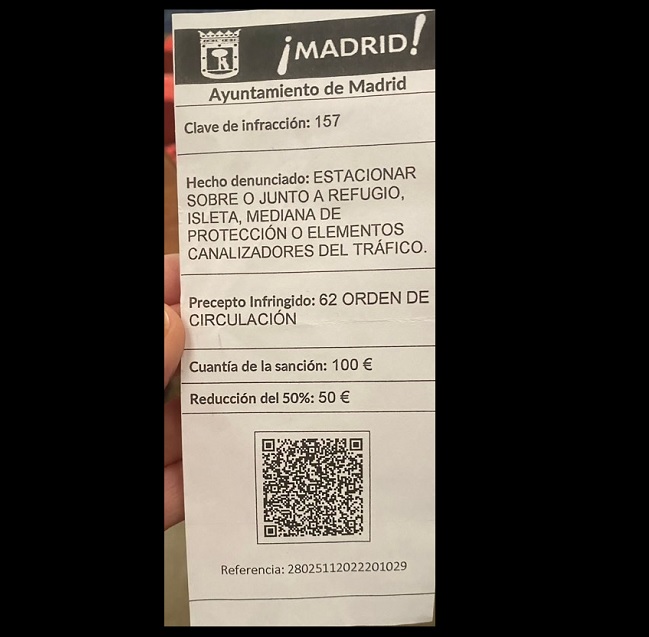 ¡MADRID!
Ayuntamiento de Madrid
Clave de infracción: 157
Hecho denunciado: ESTACIONAR
SOBRE O JUNTO A REFUGIO,
ISLETA, MEDIANA DE
PROTECCIÓN O ELEMENTOS
CANALIZADORES DEL TRÁFICO.
Precepto Infringido: 62 ORDEN DE
CIRCULACIÓN
Cuantía de la sanción: 100 €
Reducción del 50%: 50 €
Referencia: 28025112022201029